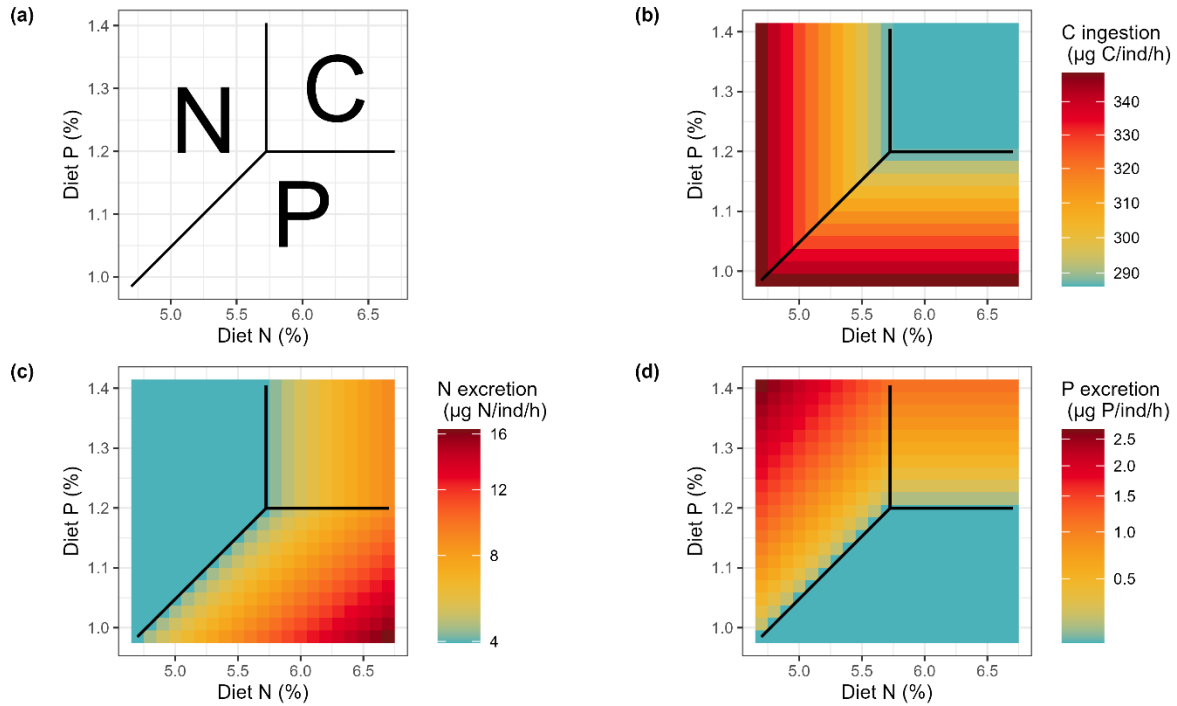 (a)
1.4
1.3
1.2
1.1
1.0
Diet P (%)
N
C
P
5.0 5.5 6.0 6.5
Diet N (%)
(b)
1.4
1.3
1.2
1.1
1.0
Diet P (%)
5.0 5.5 6.0 6.5
Diet N (%)
C ingestion
(µg C/ind/h)
340
330
320
310
300
290
(c)
1.4
1.3
1.2
1.1
1.0
Diet P (%)
5.0 5.5 6.0 6.5
Diet N (%)
N excretion
(µg N/ind/h)
16
12
8
4
(d)
1.4
1.3
1.2
1.1
1.0
Diet P (%)
5.0 5.5 6.0 6.5
Diet N (%)
P excretion
(µg P/ind/h)
2.5
2.0
1.5
1.0
0.5